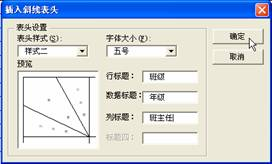 插入斜线表头
表头设置
表头样式(S):
字体大小(F):
样式二
五号
预览
行标题：
班级
数据标题：
年级
列标题：
班主任
标题四：
确定
取消